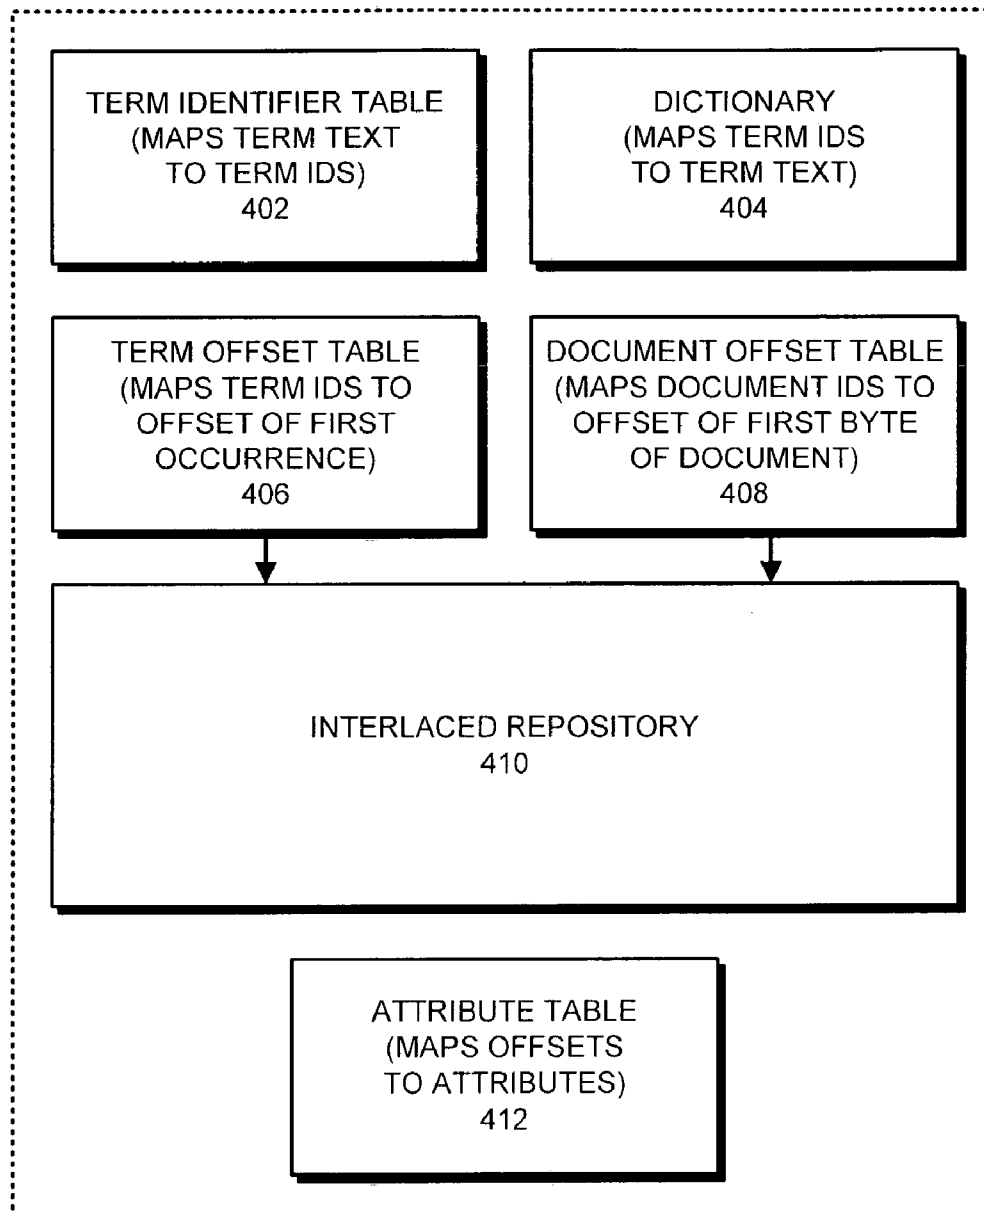 TERM IDENTIFIER TABLE
(MAPS TERM TEXT
TO TERM IDS)
402
DICTIONARY
(MAPS TERM IDS
TO TERM TEXT)
404
TERM OFFSET TABLE
(MAPS TERM IDS TO
OFFSET OF FIRST
OCCURRENCE)
406
DOCUMENT OFFSET TABLE
(MAPS DOCUMENT IDS TO
OFFSET OF FIRST BYTE
OF DOCUMENT)
408
INTERLACED REPOSITORY
410
ATTRIBUTE TABLE
(MAPS OFFSETS
TO ATTRIBUTES)
412